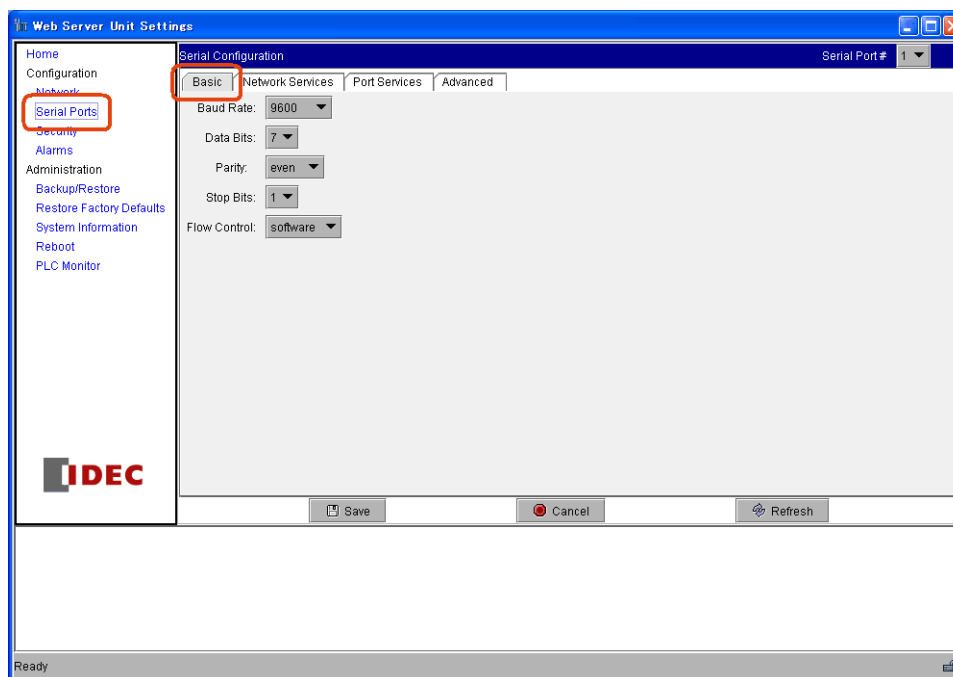 Web Server Unit Settings
Home
Configuration
Network
Serial Ports
Security
Alarms
Administration
Backup/Restore
Restore Factory Defaults
System Information
Reboot
PLC Monitor
IDEC
Serial Configuration Serial Port# 1
Basic Network Services Port Services Advanced
Baud Rate: 9600
Data Bits: 7
Parity: even
Stop Bits: 1
Flow Control: software
Save Cancel Refresh
Ready